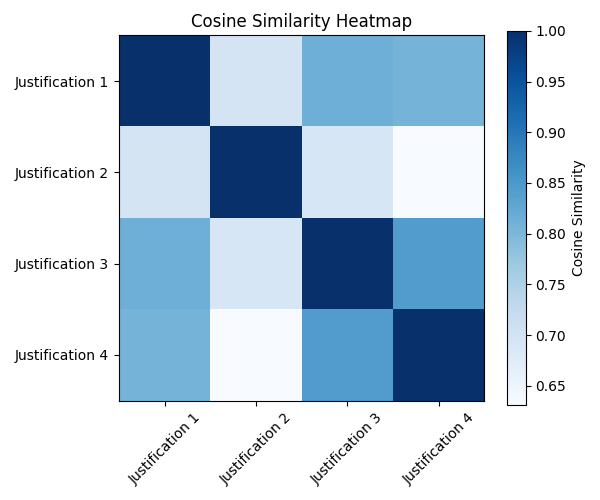 Cosine Similarity Heatmap
Justification 1
Justification 2
Justification 3
Justification 4
Justification 1
Justification 2
Justification 3
Justification 4
1.00
0.95
0.90
0.85
0.80
0.75
0.70
0.65
Cosine Similarity